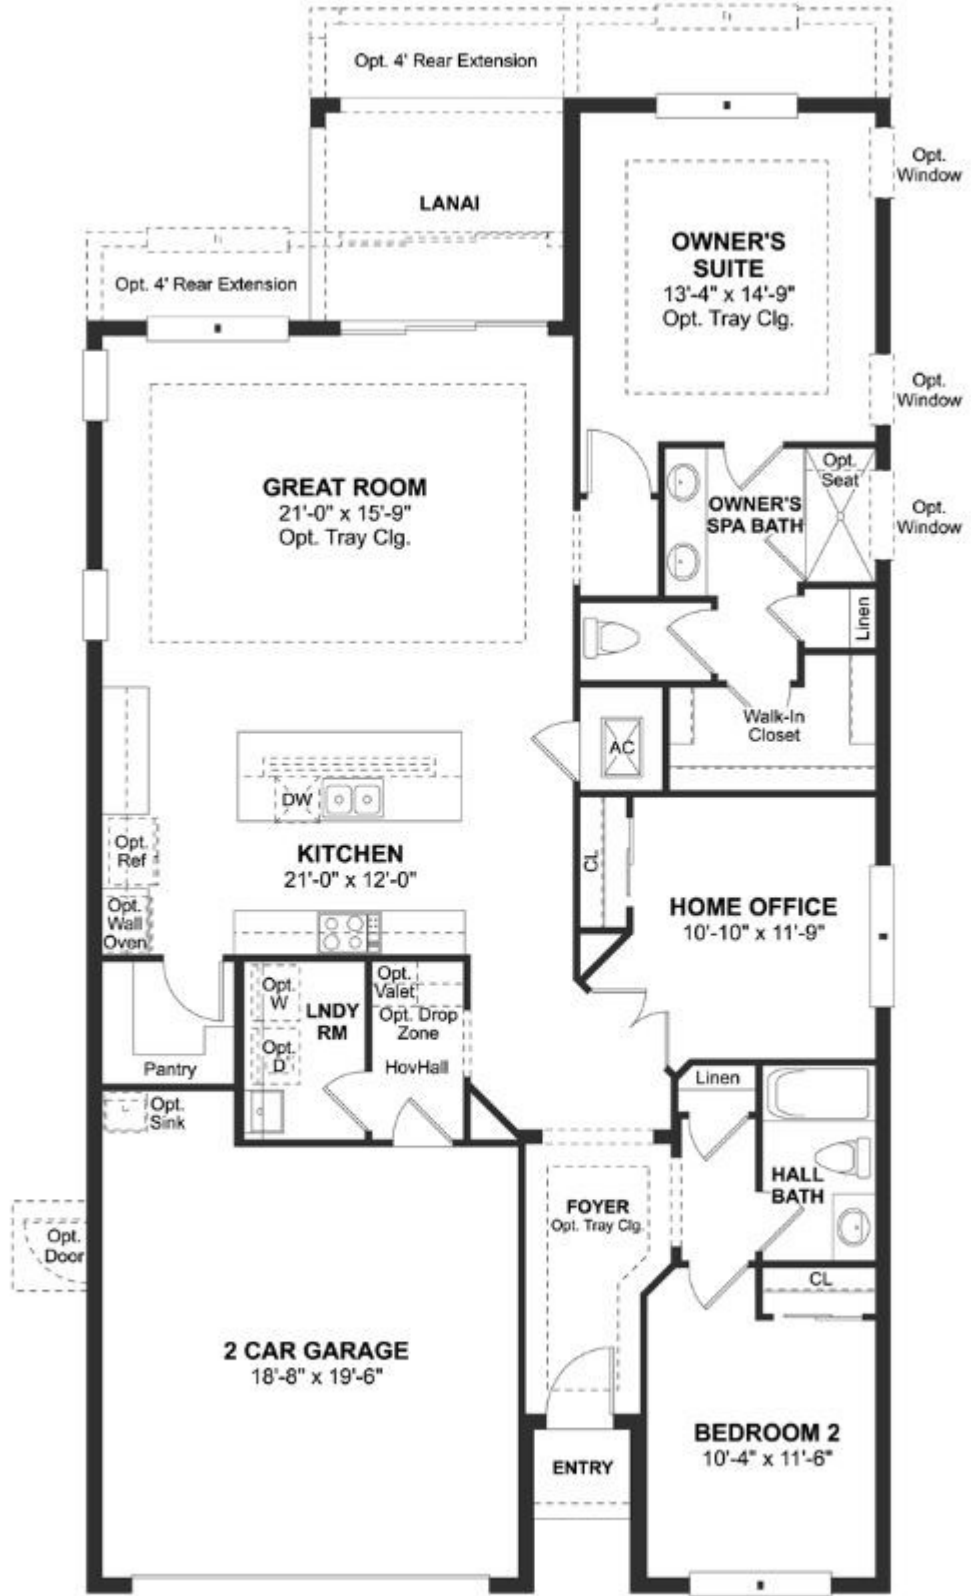 Opt. 4' Rear Extension
Opt.
Window
LANAI
OWNER'S
SUITE
13'-4" x 14'-9"
Opt. Tray Clg.
Opt. 4' Rear Extension
Opt.
Window
GREAT ROOM
21'-0" x 15'-9"
Opt. Tray Clg.
Opt.
Seat
OWNER'S
SPA BATH
Opt.
Window
Linen
Walk-In
Closet
AC
DW
KITCHEN
21'-0" x 12'-0"
Opt.
Ref
Opt.
Wall
Oven
CL
HOME OFFICE
10'-10" x 11'-9"
Opt.
W
LNDY
RM
Opt.
D
Opt.
Valet
Opt. Drop
Zone
HovHall
Pantry
Linen
Opt.
Sink
HALL
BATH
FOYER
Opt. Tray Clg.
Opt.
Door
CL
2 CAR GARAGE
18'-8" x 19'-6"
BEDROOM 2
10'-4" x 11'-6"
ENTRY